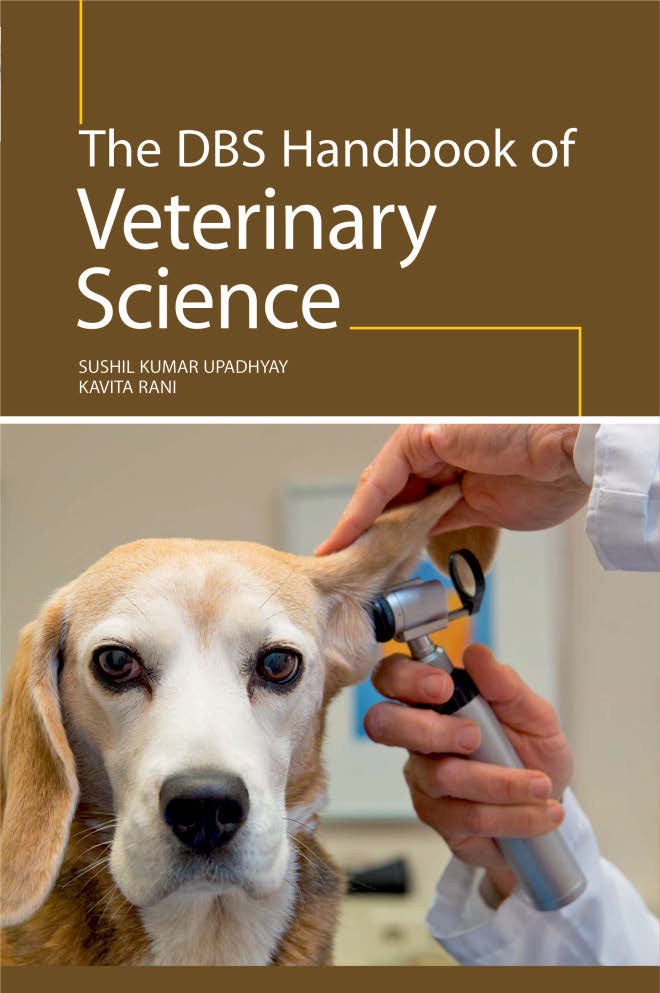 The DBS Handbook of
Veterinary
Science
SUSHIL KUMAR UPADHYAY
KAVITA RANI